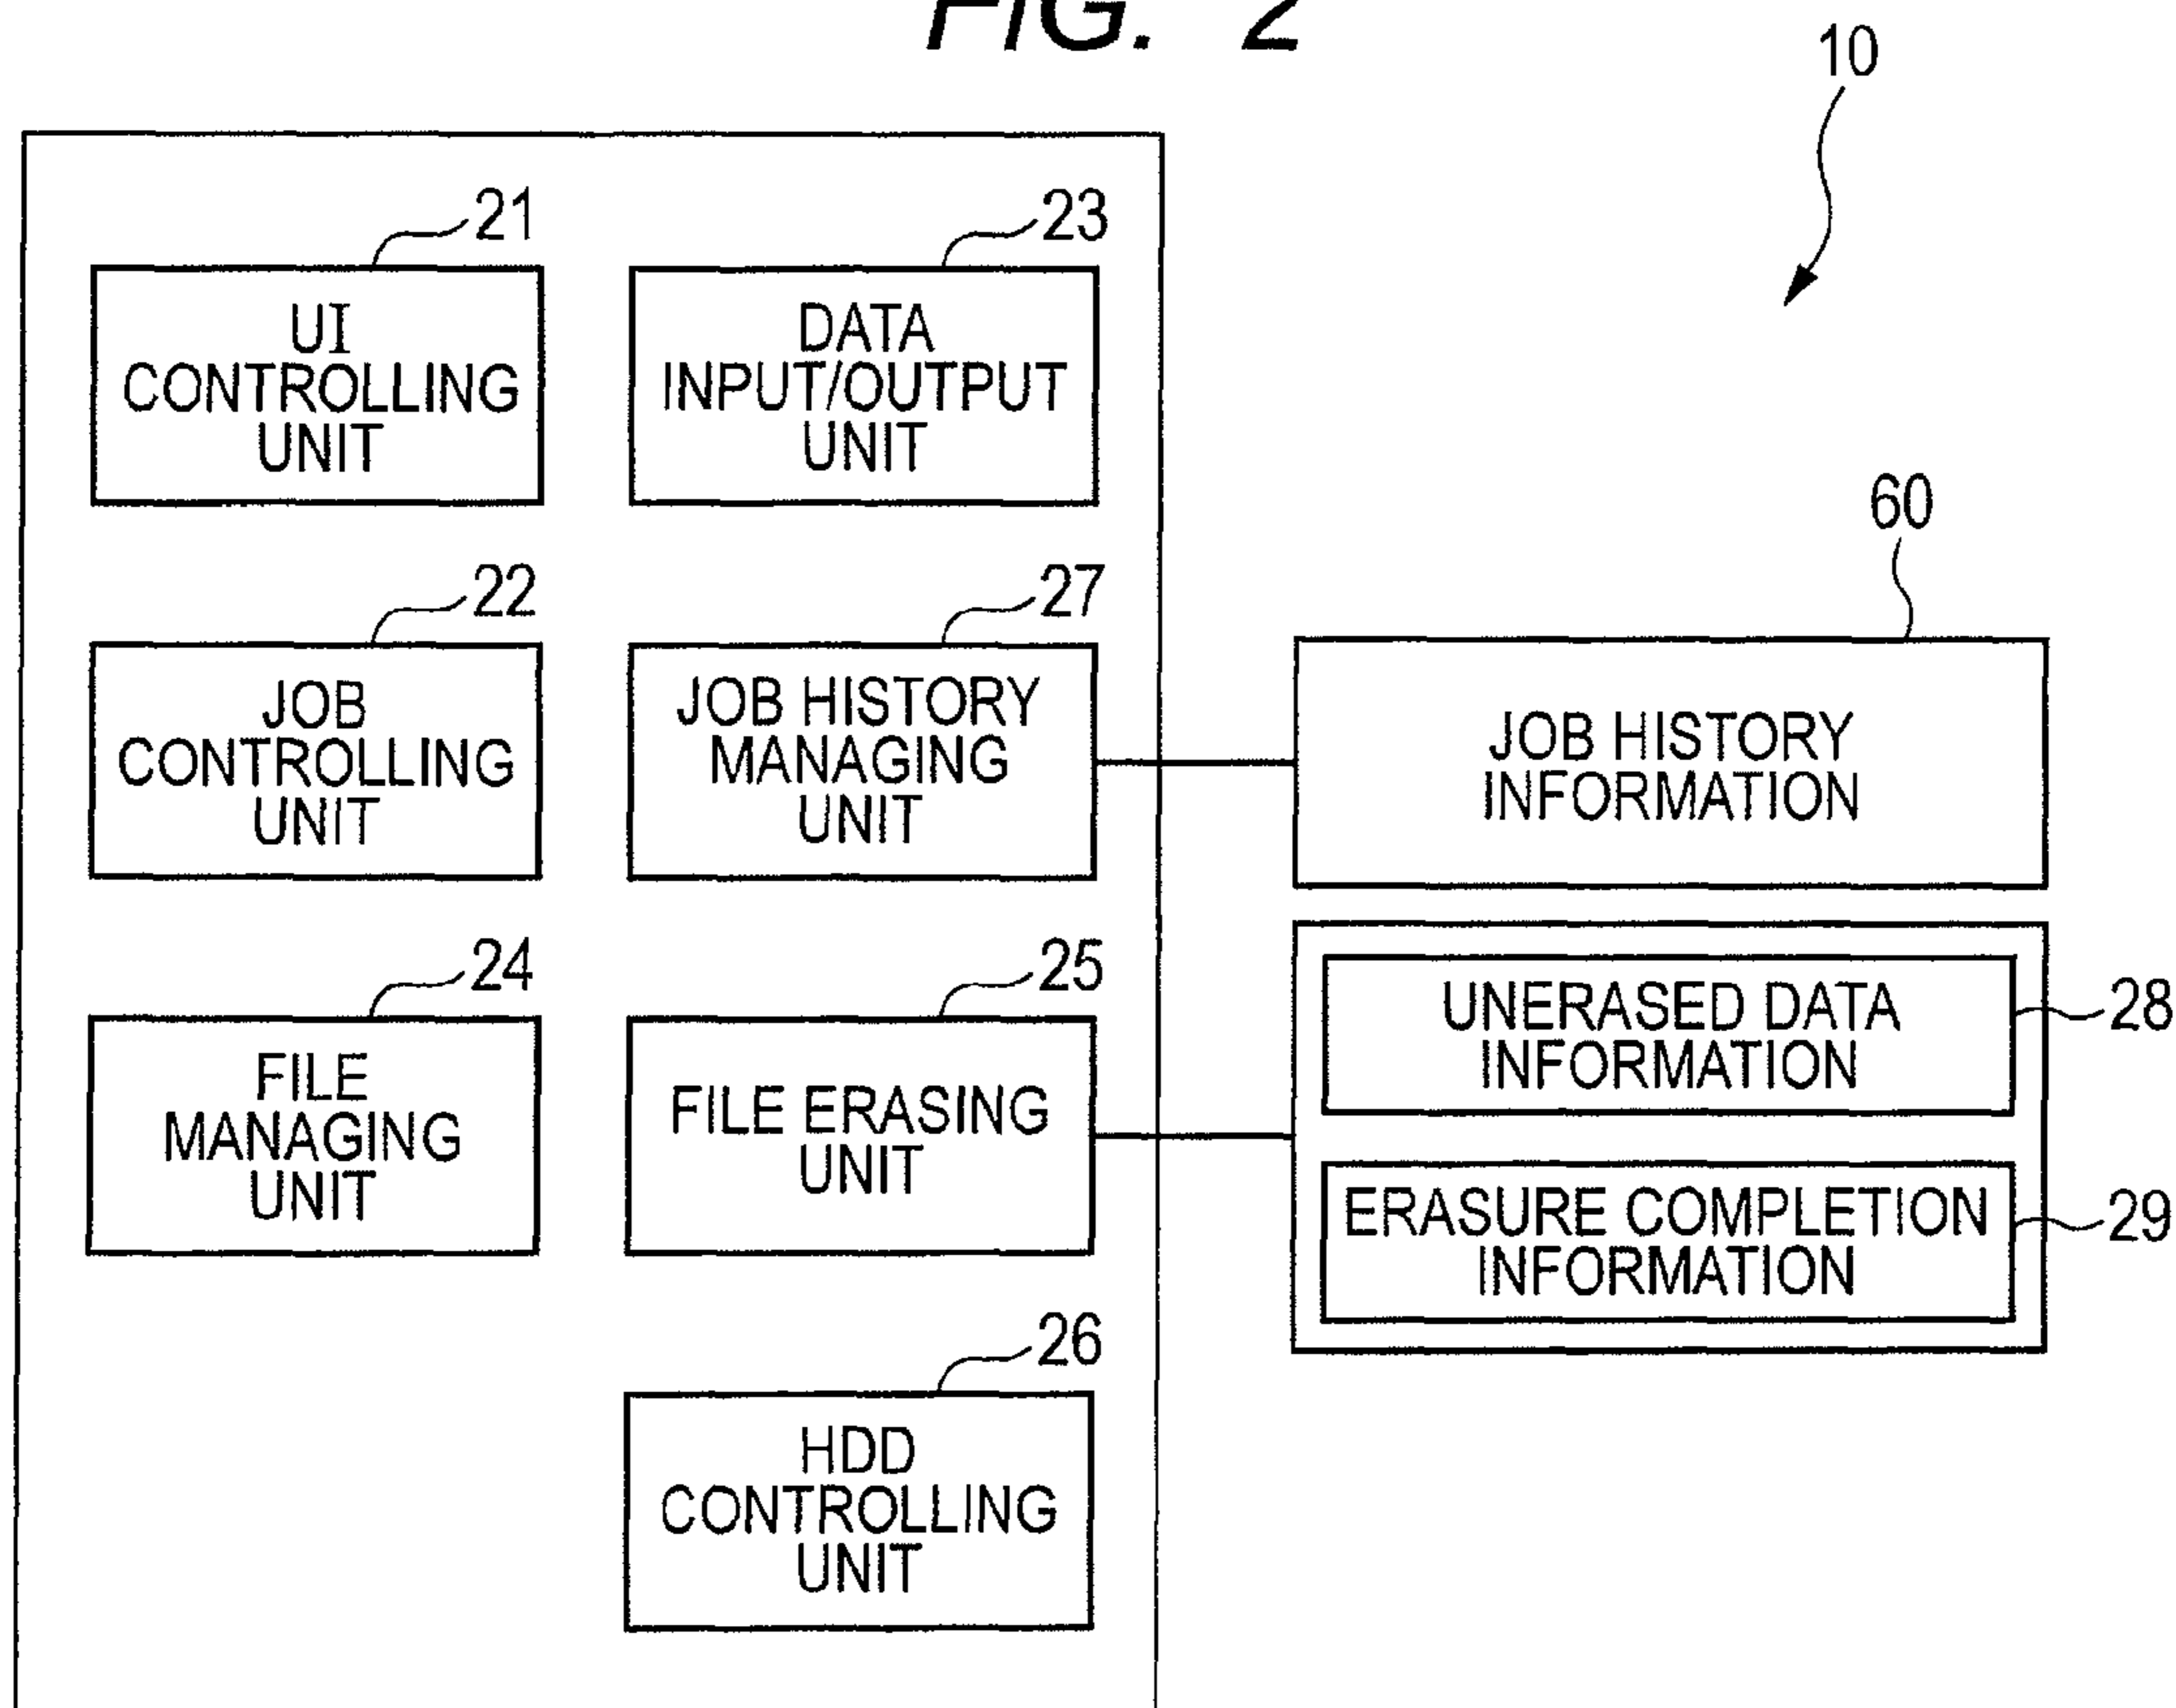 FIG. 2
10
21
UI
CONTROLLING
UNIT
23
DATA
INPUT/OUTPUT
UNIT
22
JOB
CONTROLLING
UNIT
27
JOB HISTORY
MANAGING
UNIT
60
JOB HISTORY
INFORMATION
24
FILE
MANAGING
UNIT
25
FILE ERASING
UNIT
UNERASED DATA
INFORMATION
28
ERASURE COMPLETION
INFORMATION
29
26
HDD
CONTROLLING
UNIT